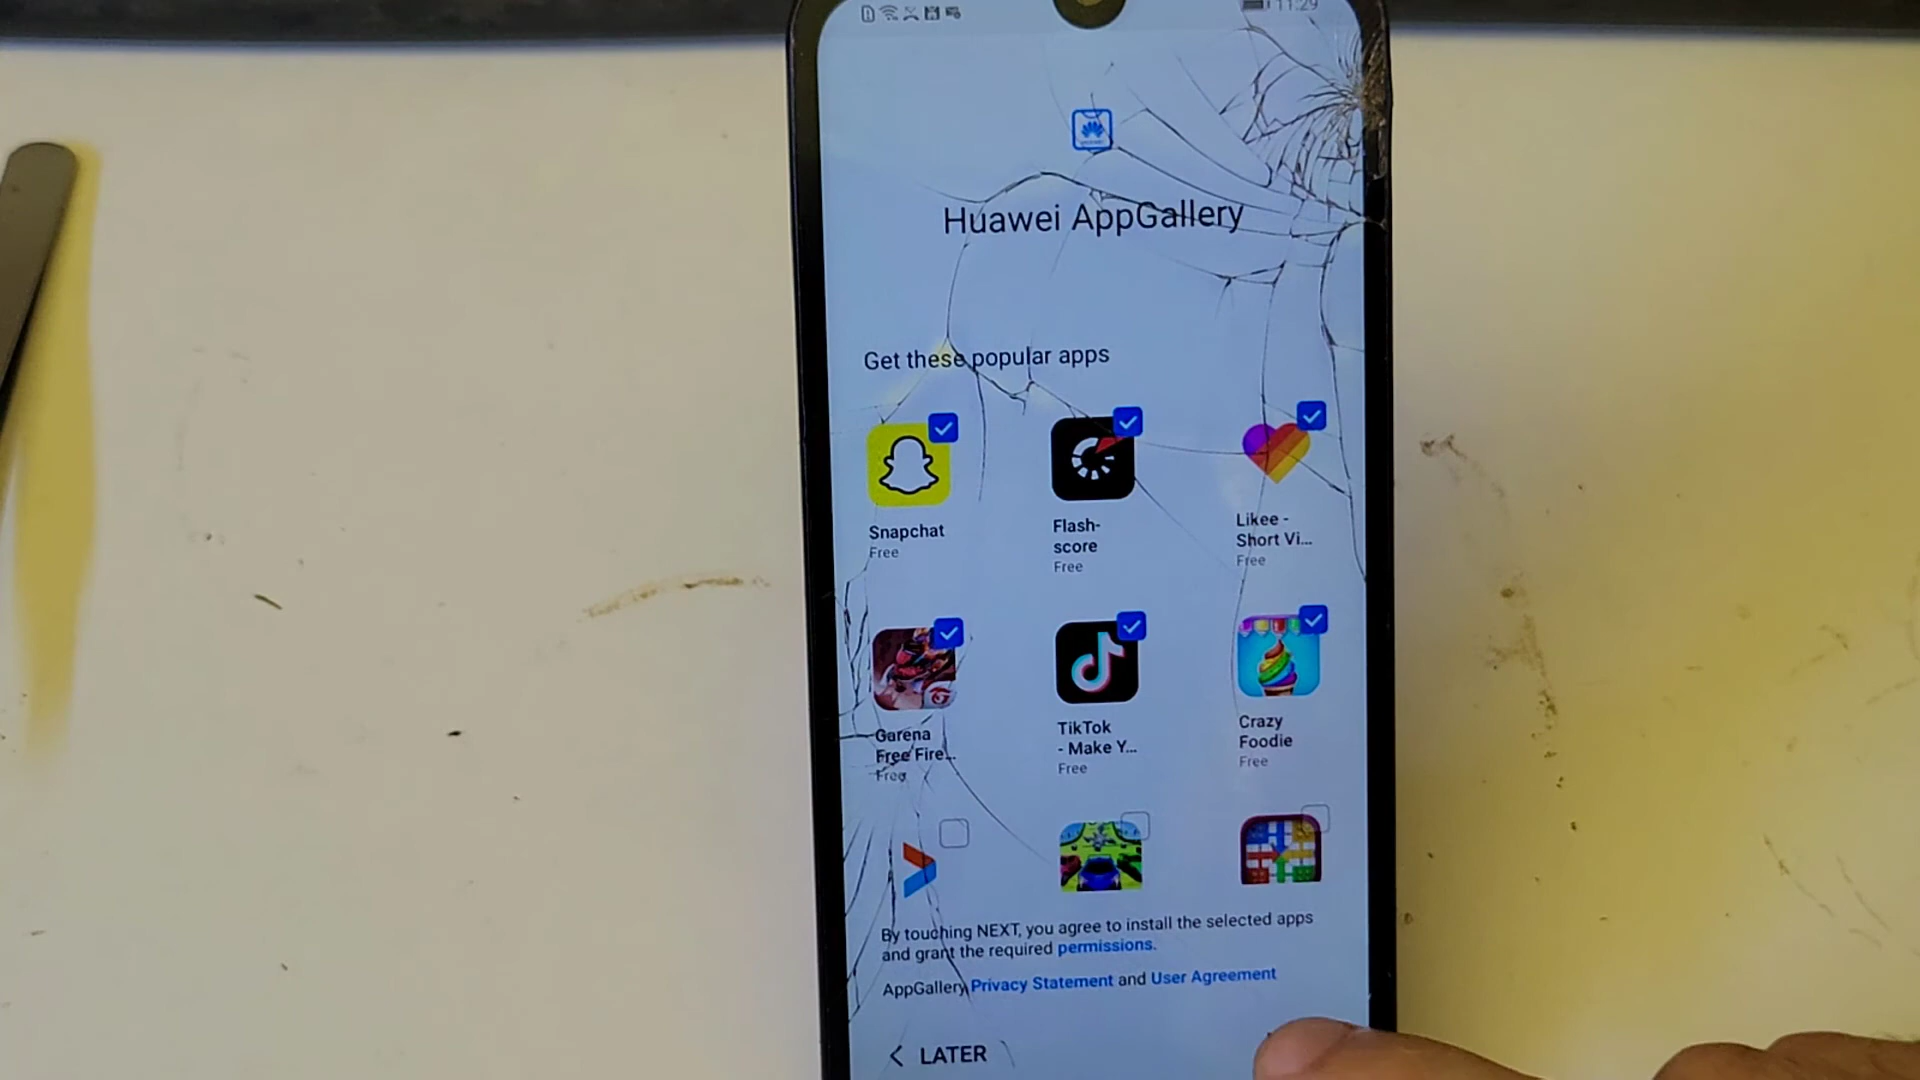 11:29
Huawei AppGallery
Get these popular apps
Snapchat
Free
Flash-
score
Free
Likee -
Short Vi...
Free
Garena
Free Fire...
Free
TikTok
- Make Y...
Free
Crazy
Foodie
Free
By touching NEXT, you agree to install the selected apps
and grant the required permissions.
AppGallery Privacy Statement and User Agreement
LATER